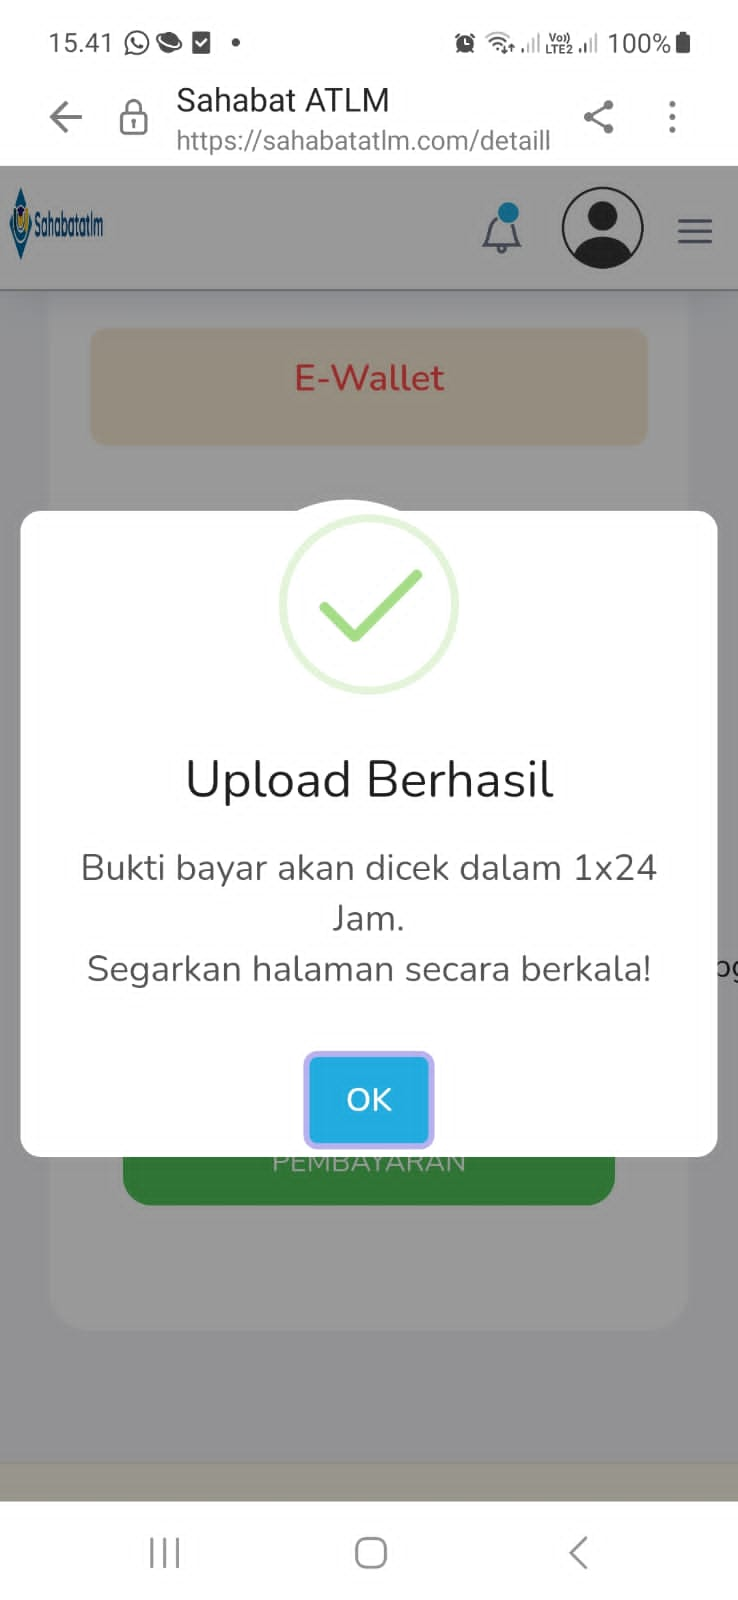 15.41
Vo))
LTE2
100%
Sahabat ATLM
https://sahabatatlm.com/detaill
Sahabatatlm
E-Wallet
Upload Berhasil
Bukti bayar akan dicek dalam 1x24
Jam.
Segarkan halaman secara berkala!
OK
PEMBAYARAN